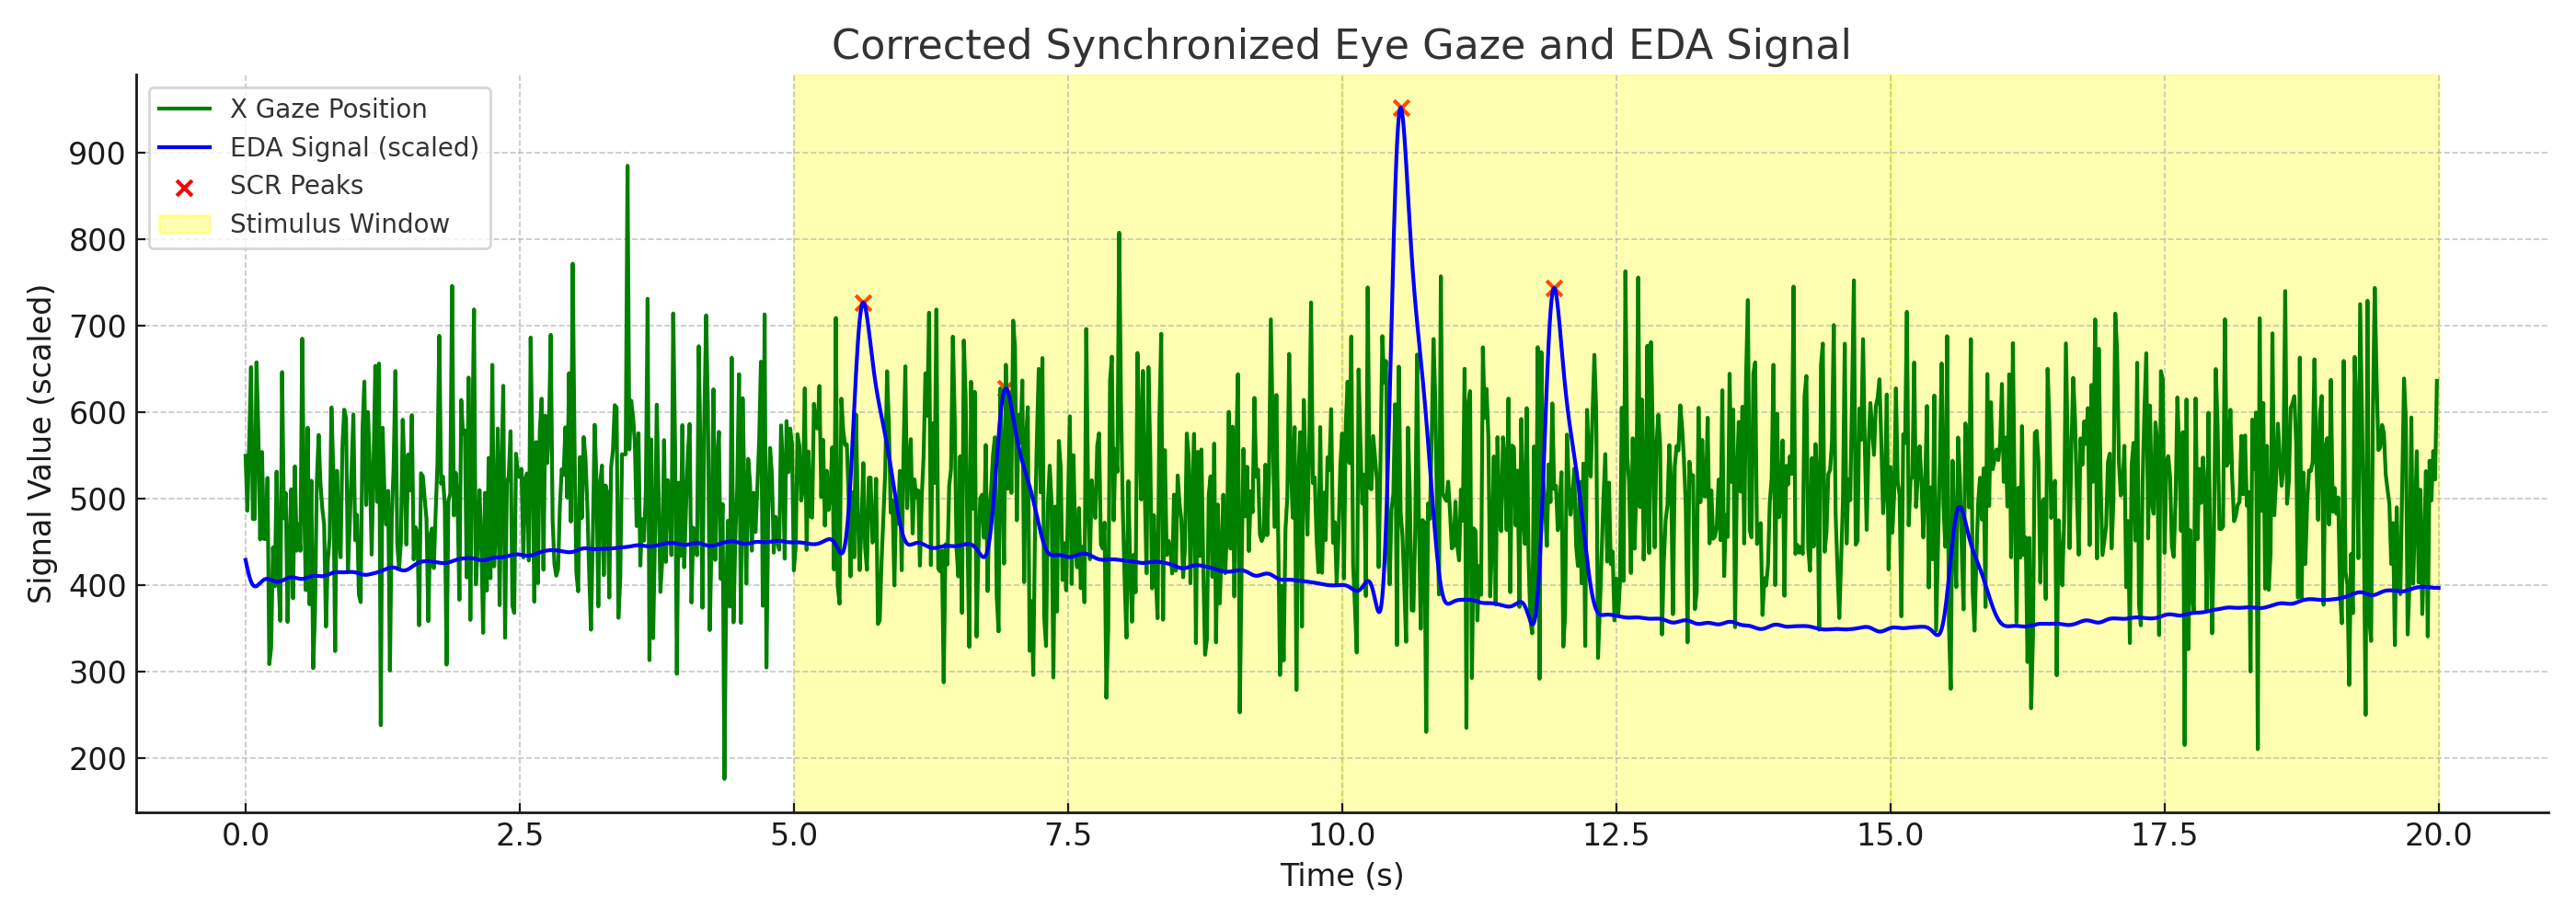 Corrected Synchronized Eye Gaze and EDA Signal
X Gaze Position
EDA Signal (scaled)
SCR Peaks
Stimulus Window
Signal Value (scaled)
900
800
700
600
500
400
300
200
0.0 2.5 5.0 7.5 10.0 12.5 15.0 17.5 20.0
Time (s)